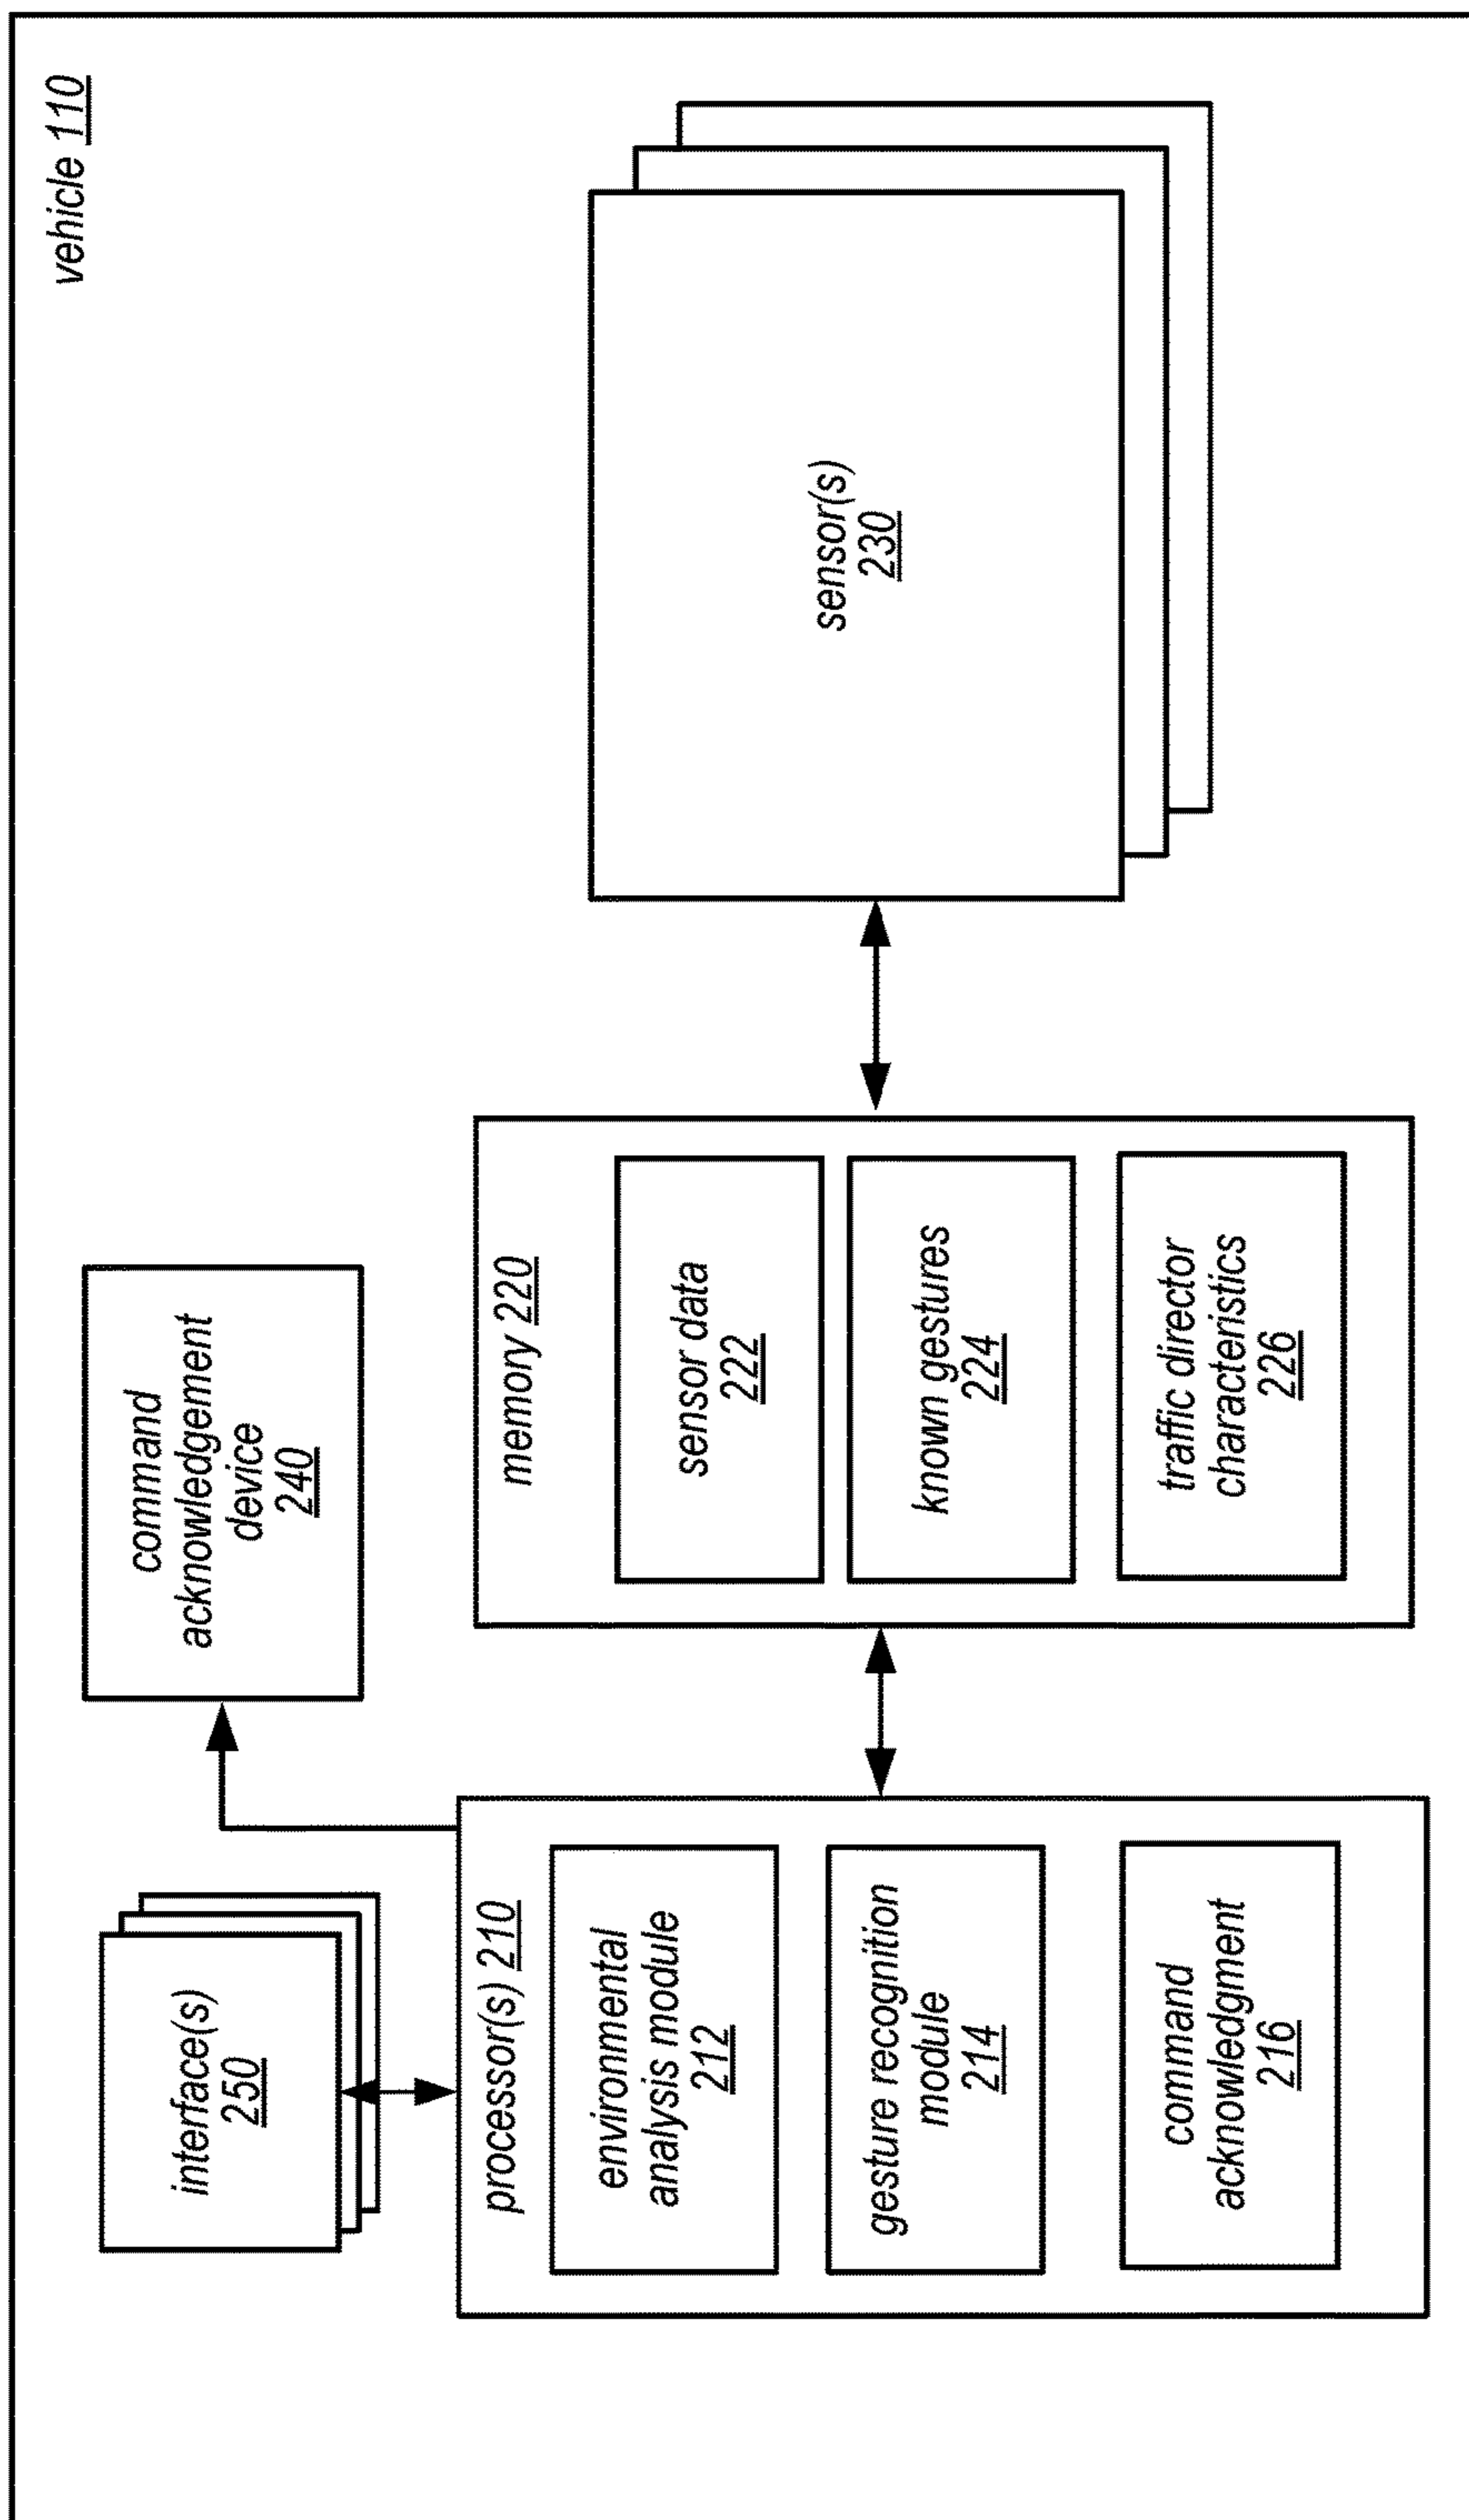 vehicle 110
interface(s)
250
command
acknowledgement
device
240
processor(s) 210
environmental
analysis module
212
gesture recognition
module
214
command
acknowledgment
216
memory 220
sensor data
222
known gestures
224
traffic director
characteristics
226
sensor(s)
230